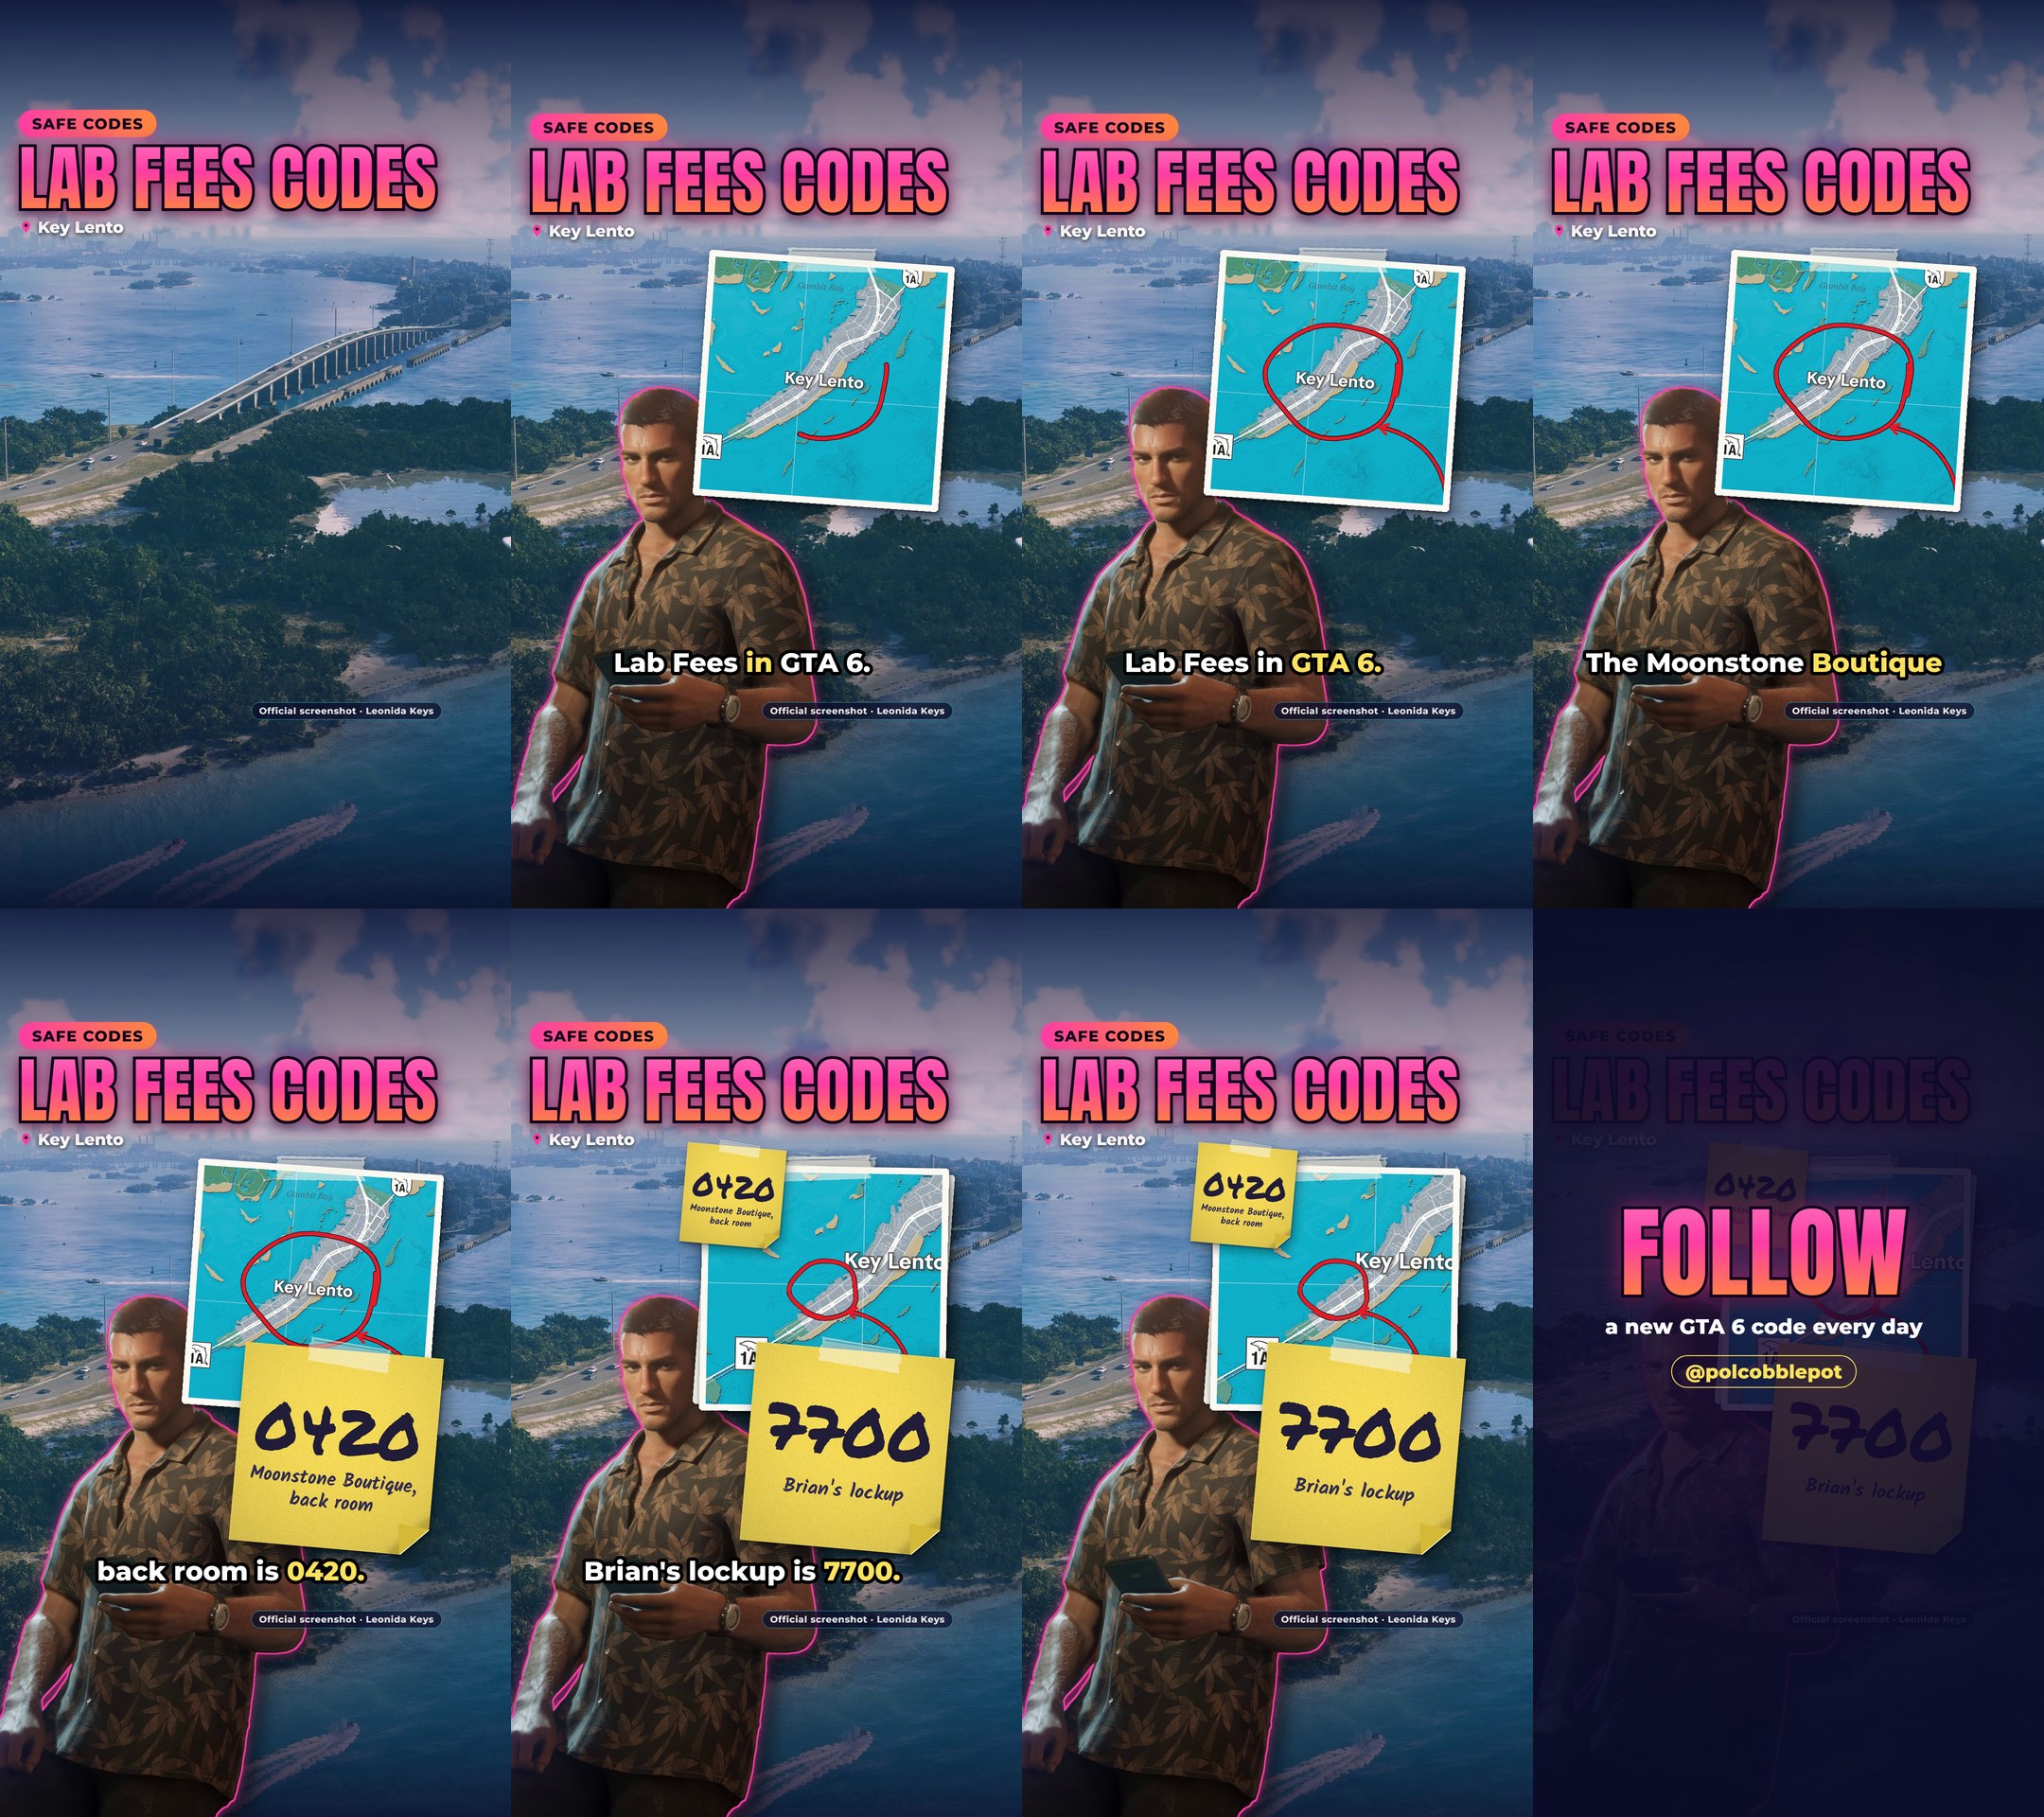 SAFE CODES
LAB FEES CODES
Key Lento
Official screenshot · Leonida Keys
SAFE CODES
LAB FEES CODES
Key Lento
Gambit Bay
1A
Key Lento
1A
Lab Fees in GTA 6.
Official screenshot · Leonida Keys
SAFE CODES
LAB FEES CODES
Key Lento
Gambit Bay
1A
Key Lento
1A
Lab Fees in GTA 6.
Official screenshot · Leonida Keys
SAFE CODES
LAB FEES CODES
Key Lento
Gambit Bay
1A
Key Lento
1A
The Moonstone Boutique
Official screenshot · Leonida Keys
SAFE CODES
LAB FEES CODES
Key Lento
Gambit Bay
1A
Key Lento
1A
0420
Moonstone Boutique,
back room
back room is 0420.
Official screenshot · Leonida Keys
SAFE CODES
LAB FEES CODES
Key Lento
0420
Moonstone Boutique,
back room
Key Lento
1A
7700
Brian's lockup
Brian's lockup is 7700.
Official screenshot · Leonida Keys
SAFE CODES
LAB FEES CODES
Key Lento
0420
Moonstone Boutique,
back room
Key Lento
1A
7700
Brian's lockup
Official screenshot · Leonida Keys
SAFE CODES
LAB FEES CODES
Key Lento
0420
FOLLOW
Lento
a new GTA 6 code every day
@polcobblepot
7700
Brian's lockup
Official screenshot · Leonida Keys